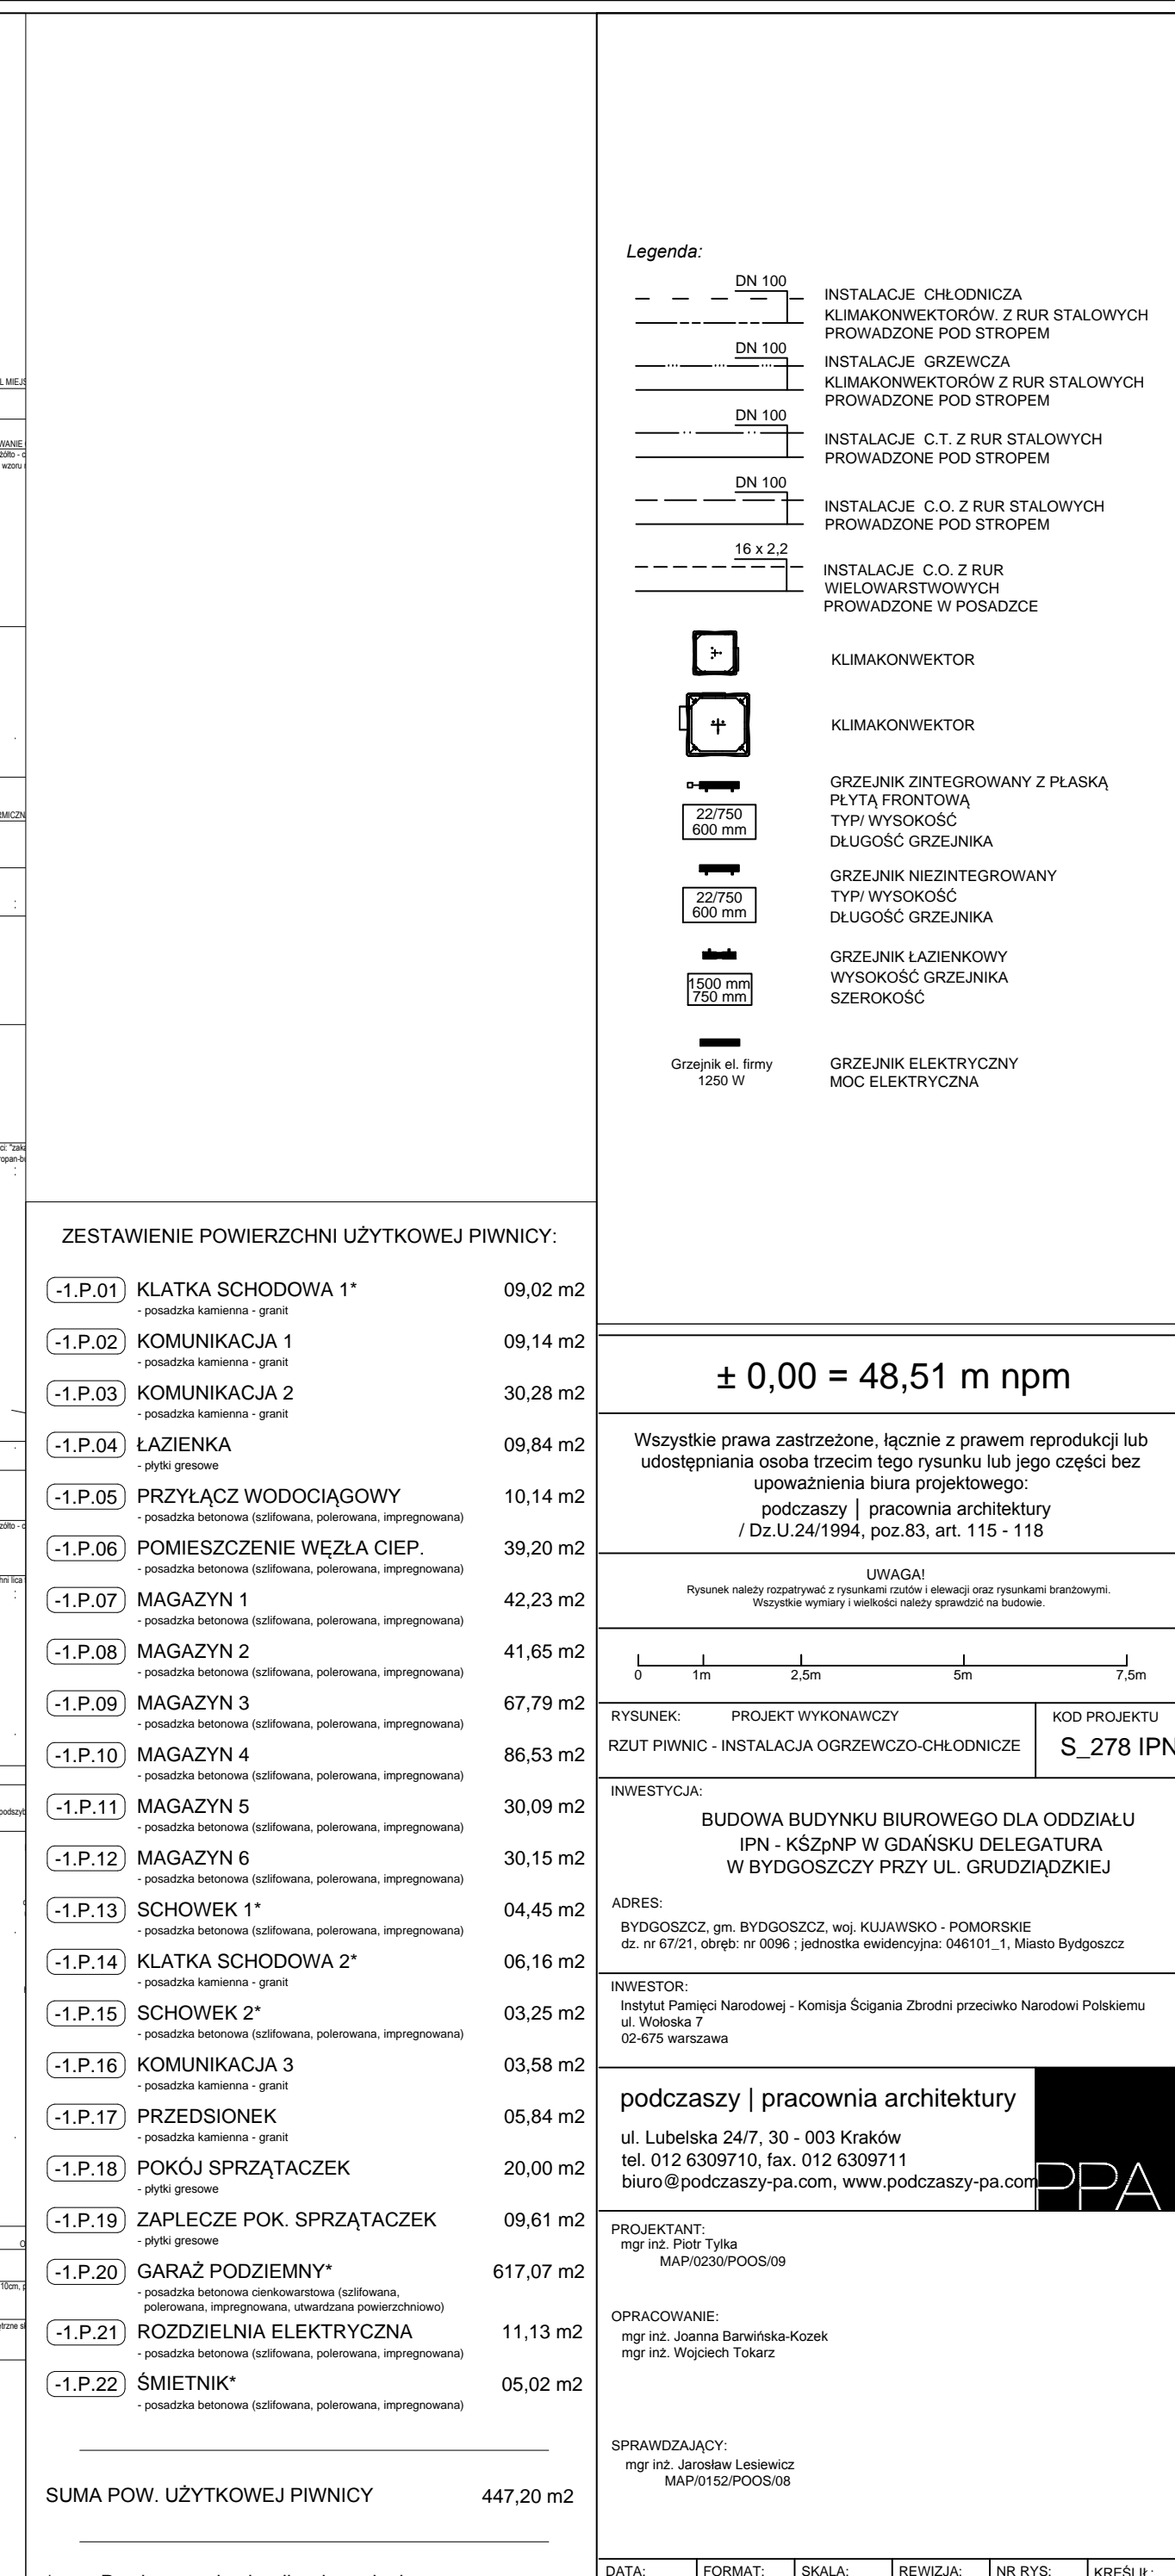 Legenda:
DN 100
INSTALACJE CHŁODNICZA
KLIMAKONWEKTORÓW. Z RUR STALOWYCH
PROWADZONE POD STROPEM
DN 100
INSTALACJE GRZEWCZA
KLIMAKONWEKTORÓW Z RUR STALOWYCH
PROWADZONE POD STROPEM
DN 100
INSTALACJE C.T. Z RUR STALOWYCH
PROWADZONE POD STROPEM
DN 100
INSTALACJE C.O. Z RUR STALOWYCH
PROWADZONE POD STROPEM
16 x 2,2
INSTALACJE C.O. Z RUR
WIELOWARSTWOWYCH
PROWADZONE W POSADZCE
KLIMAKONWEKTOR
KLIMAKONWEKTOR
GRZEJNIK ZINTEGROWANY Z PŁASKĄ
PŁYTĄ FRONTOWĄ
22/750 TYP/ WYSOKOŚĆ
600 mm DŁUGOŚĆ GRZEJNIKA
GRZEJNIK NIEZINTEGROWANY
22/750 TYP/ WYSOKOŚĆ
600 mm DŁUGOŚĆ GRZEJNIKA
GRZEJNIK ŁAZIENKOWY
1500 mm WYSOKOŚĆ GRZEJNIKA
750 mm SZEROKOŚĆ
Grzejnik el. firmy GRZEJNIK ELEKTRYCZNY
1250 W MOC ELEKTRYCZNA
ZESTAWIENIE POWIERZCHNI UŻYTKOWEJ PIWNICY:
-1.P.01 KLATKA SCHODOWA 1* 09,02 m2
- posadzka kamienna - granit
-1.P.02 KOMUNIKACJA 1 09,14 m2
- posadzka kamienna - granit
-1.P.03 KOMUNIKACJA 2 30,28 m2
- posadzka kamienna - granit
-1.P.04 ŁAZIENKA 09,84 m2
- płytki gresowe
-1.P.05 PRZYŁĄCZ WODOCIĄGOWY 10,14 m2
- posadzka betonowa (szlifowana, polerowana, impregnowana)
-1.P.06 POMIESZCZENIE WĘZŁA CIEP. 39,20 m2
- posadzka betonowa (szlifowana, polerowana, impregnowana)
-1.P.07 MAGAZYN 1 42,23 m2
- posadzka betonowa (szlifowana, polerowana, impregnowana)
-1.P.08 MAGAZYN 2 41,65 m2
- posadzka betonowa (szlifowana, polerowana, impregnowana)
-1.P.09 MAGAZYN 3 67,79 m2
- posadzka betonowa (szlifowana, polerowana, impregnowana)
-1.P.10 MAGAZYN 4 86,53 m2
- posadzka betonowa (szlifowana, polerowana, impregnowana)
-1.P.11 MAGAZYN 5 30,09 m2
- posadzka betonowa (szlifowana, polerowana, impregnowana)
-1.P.12 MAGAZYN 6 30,15 m2
- posadzka betonowa (szlifowana, polerowana, impregnowana)
-1.P.13 SCHOWEK 1* 04,45 m2
- posadzka betonowa (szlifowana, polerowana, impregnowana)
-1.P.14 KLATKA SCHODOWA 2* 06,16 m2
- posadzka kamienna - granit
-1.P.15 SCHOWEK 2* 03,25 m2
- posadzka betonowa (szlifowana, polerowana, impregnowana)
-1.P.16 KOMUNIKACJA 3 03,58 m2
- posadzka kamienna - granit
-1.P.17 PRZEDSIONEK 05,84 m2
- posadzka kamienna - granit
-1.P.18 POKÓJ SPRZĄTACZEK 20,00 m2
- płytki gresowe
-1.P.19 ZAPLECZE POK. SPRZĄTACZEK 09,61 m2
- płytki gresowe
-1.P.20 GARAŻ PODZIEMNY* 617,07 m2
- posadzka betonowa cienkowarstowa (szlifowana,
polerowana, impregnowana, utwardzana powierzchniowo)
-1.P.21 ROZDZIELNIA ELEKTRYCZNA 11,13 m2
- posadzka betonowa (szlifowana, polerowana, impregnowana)
-1.P.22 ŚMIETNIK* 05,02 m2
- posadzka betonowa (szlifowana, polerowana, impregnowana)
SUMA POW. UŻYTKOWEJ PIWNICY 447,20 m2
± 0,00 = 48,51 m npm
Wszystkie prawa zastrzeżone, łącznie z prawem reprodukcji lub
udostępniania osoba trzecim tego rysunku lub jego części bez
upoważnienia biura projektowego:
podczaszy | pracownia architektury
/ Dz.U.24/1994, poz.83, art. 115 - 118
UWAGA!
Rysunek należy rozpatrywać z rysunkami rzutów i elewacji oraz rysunkami branżowymi.
Wszystkie wymiary i wielkości należy sprawdzić na budowie.
0 1m 2,5m 5m 7,5m
RYSUNEK: PROJEKT WYKONAWCZY KOD PROJEKTU
RZUT PIWNIC - INSTALACJA OGRZEWCZO-CHŁODNICZE S_278 IPN
INWESTYCJA:
BUDOWA BUDYNKU BIUROWEGO DLA ODDZIAŁU
IPN - KŚZpNP W GDAŃSKU DELEGATURA
W BYDGOSZCZY PRZY UL. GRUDZIĄDZKIEJ
ADRES:
BYDGOSZCZ, gm. BYDGOSZCZ, woj. KUJAWSKO - POMORSKIE
dz. nr 67/21, obręb: nr 0096 ; jednostka ewidencyjna: 046101_1, Miasto Bydgoszcz
INWESTOR:
Instytut Pamięci Narodowej - Komisja Ścigania Zbrodni przeciwko Narodowi Polskiemu
ul. Wołoska 7
02-675 warszawa
podczaszy | pracownia architektury
ul. Lubelska 24/7, 30 - 003 Kraków
tel. 012 6309710, fax. 012 6309711
biuro@podczaszy-pa.com, www.podczaszy-pa.com
PPA
PROJEKTANT:
mgr inż. Piotr Tylka
MAP/0230/POOS/09
OPRACOWANIE:
mgr inż. Joanna Barwińska-Kozek
mgr inż. Wojciech Tokarz
SPRAWDZAJĄCY:
mgr inż. Jarosław Lesiewicz
MAP/0152/POOS/08
DATA: FORMAT: SKALA: REWIZJA: NR RYS: KREŚLIŁ: